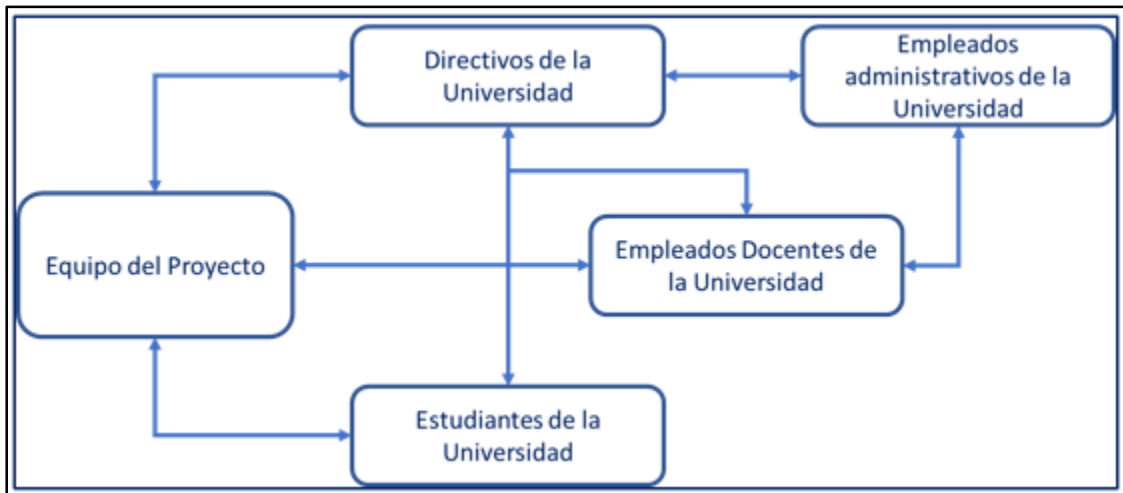 Directivos de la
Universidad
Empleados
administrativos de la
Universidad
Equipo del Proyecto
Empleados Docentes de
la Universidad
Estudiantes de la
Universidad